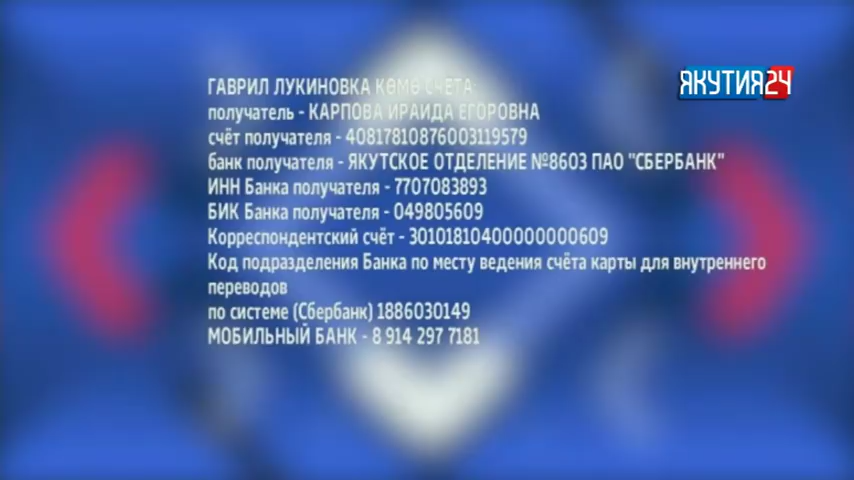 ЯКУТИЯ24
ГАВРИЛ ЛУКИНОВКА КӨМӨ СЧЕТА:
получатель - КАРПОВА ИРАИДА ЕГОРОВНА
счёт получателя - 40817810876003119579
банк получателя - ЯКУТСКОЕ ОТДЕЛЕНИЕ №8603 ПАО "СБЕРБАНК"
ИНН Банка получателя - 7707083893
БИК Банка получателя - 049805609
Корреспондентский счёт - 30101810400000000609
Код подразделения Банка по месту ведения счёта карты для внутреннего
переводов
по системе (Сбербанк) 1886030149
МОБИЛЬНЫЙ БАНК - 8 914 297 7181